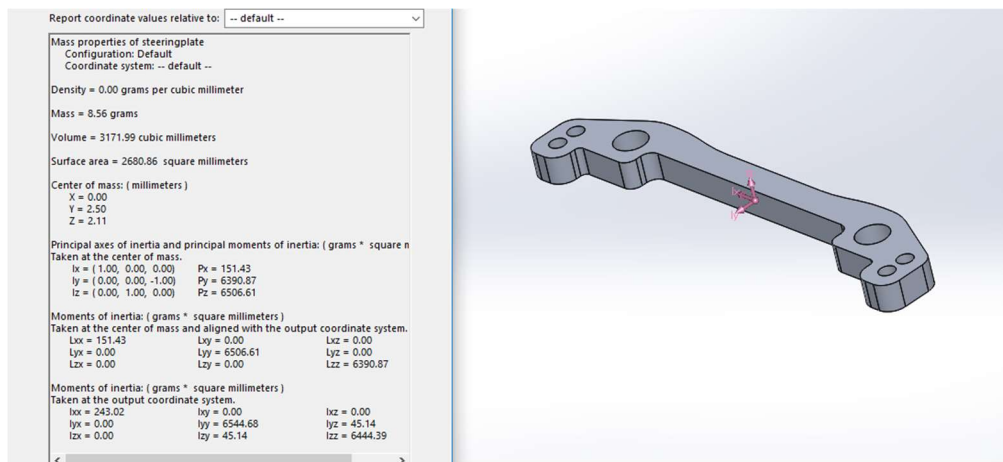 Report coordinate values relative to: -- default --
Mass properties of steeringplate
Configuration: Default
Coordinate system: -- default --
Density = 0.00 grams per cubic millimeter
Mass = 8.56 grams
Volume = 3171.99 cubic millimeters
Surface area = 2680.86 square millimeters
Center of mass: ( millimeters )
X = 0.00
Y = 2.50
Z = 2.11
Principal axes of inertia and principal moments of inertia: ( grams * square
Taken at the center of mass.
Ix = ( 1.00, 0.00, 0.00) Px = 151.43
Iy = ( 0.00, 0.00, -1.00) Py = 6390.87
Iz = ( 0.00, 1.00, 0.00) Pz = 6506.61
Moments of inertia: ( grams * square millimeters )
Taken at the center of mass and aligned with the output coordinate system.
Lxx = 151.43 Lxy = 0.00 Lxz = 0.00
Lyx = 0.00 Lyy = 6506.61 Lyz = 0.00
Lzx = 0.00 Lzy = 0.00 Lzz = 6390.87
Moments of inertia: ( grams * square millimeters )
Taken at the output coordinate system.
Ixx = 243.02 Ixy = 0.00 Ixz = 0.00
Iyx = 0.00 Iyy = 6544.68 Iyz = 45.14
Izx = 0.00 Izy = 45.14 Izz = 6444.39